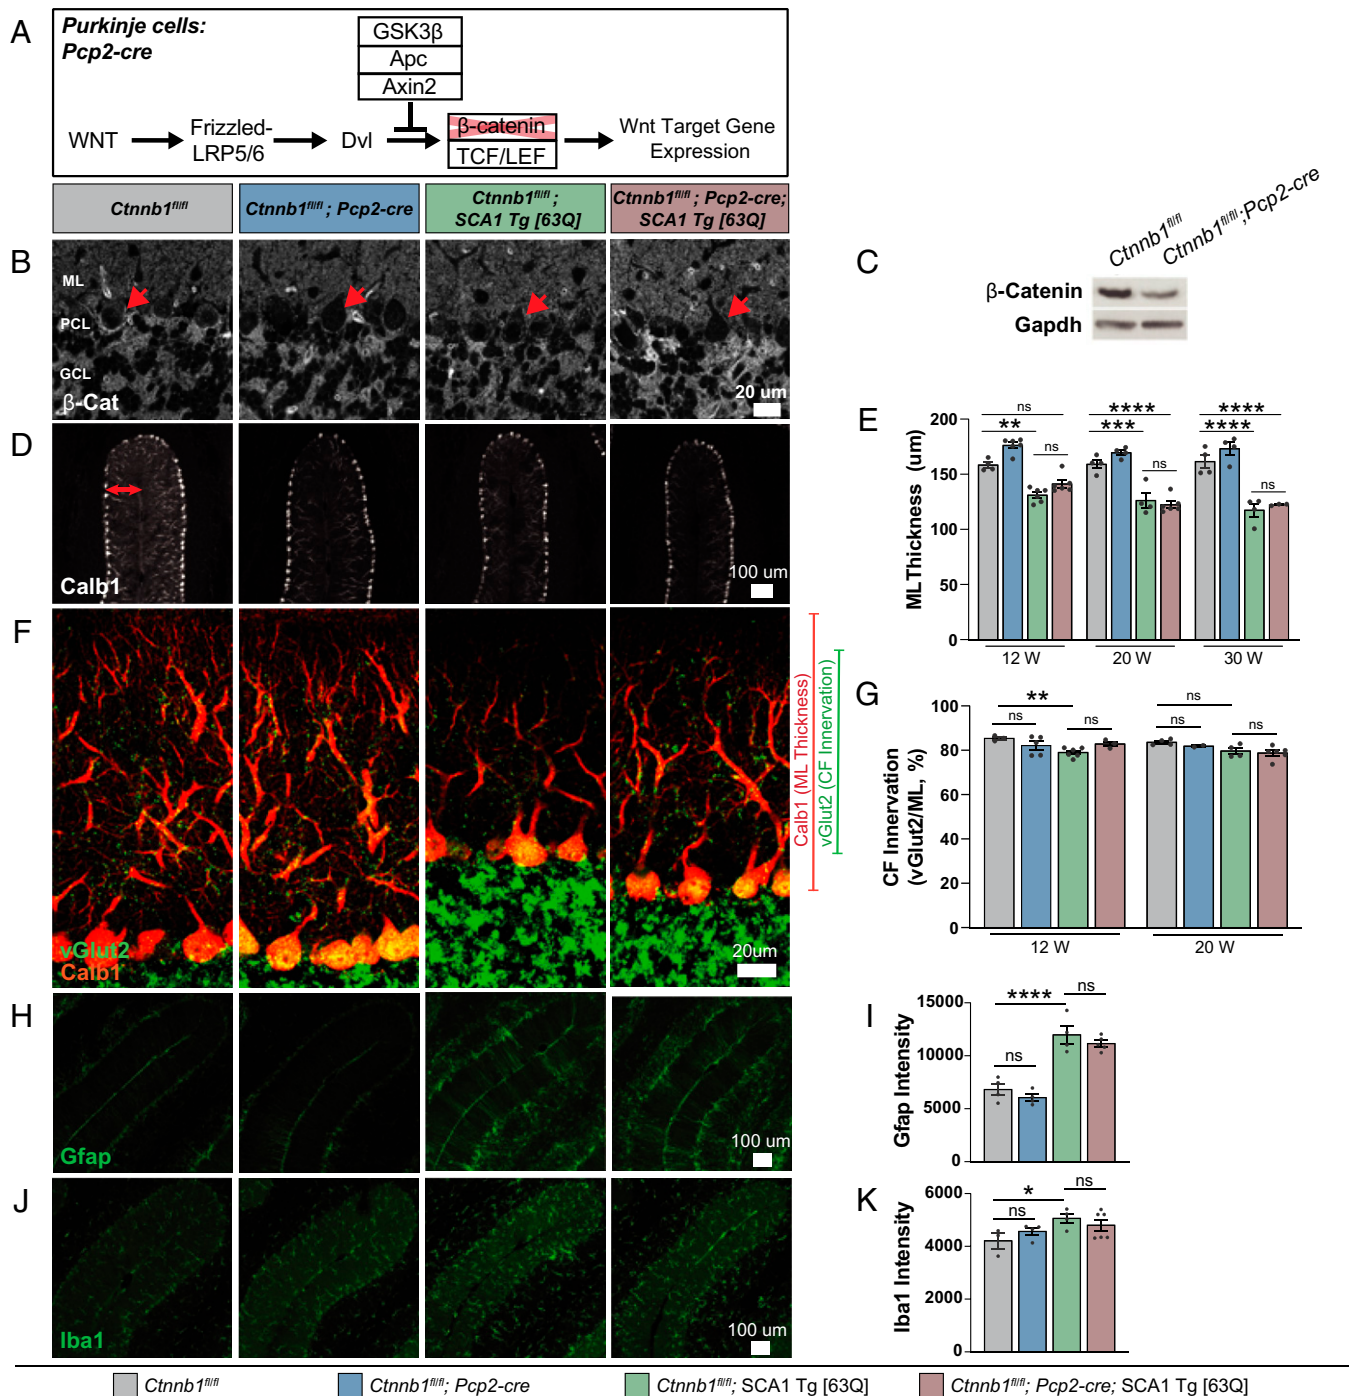 A
Purkinje cells:
Pcp2-cre
GSK3β
Apc
Axin2
WNT
Frizzled-
LRP5/6
Dvl
β-catenin
TCF/LEF
Wnt Target Gene
Expression
Ctnnb1fl/fl
Ctnnb1fl/fl; Pcp2-cre
Ctnnb1fl/fl;
SCA1 Tg [63Q]
Ctnnb1fl/fl; Pcp2-cre;
SCA1 Tg [63Q]
B
ML
PCL
GCL
β-Cat
20 um
C
Ctnnb1fl/fl
Ctnnb1fl/fl;Pcp2-cre
β-Catenin
Gapdh
D
Calb1
100 um
E
MLThickness (um)
200
150
100
50
0
ns
** 
ns
****
***
ns
****
****
ns
12 W
20 W
30 W
F
vGlut2
Calb1
20um
Calb1 (ML Thickness)
vGlut2 (CF Innervation)
G
CF Innervation
(vGlut2/ML, %)
100
80
60
40
20
0
**
ns
ns
ns
ns
ns
12 W
20 W
H
Gfap
100 um
I
Gfap Intensity
15000
10000
5000
0
****
ns
ns
J
Iba1
100 um
K
Iba1 Intensity
6000
4000
2000
0
*
ns
ns
Ctnnb1fl/fl
Ctnnb1fl/fl; Pcp2-cre
Ctnnb1fl/fl; SCA1 Tg [63Q]
Ctnnb1fl/fl; Pcp2-cre; SCA1 Tg [63Q]